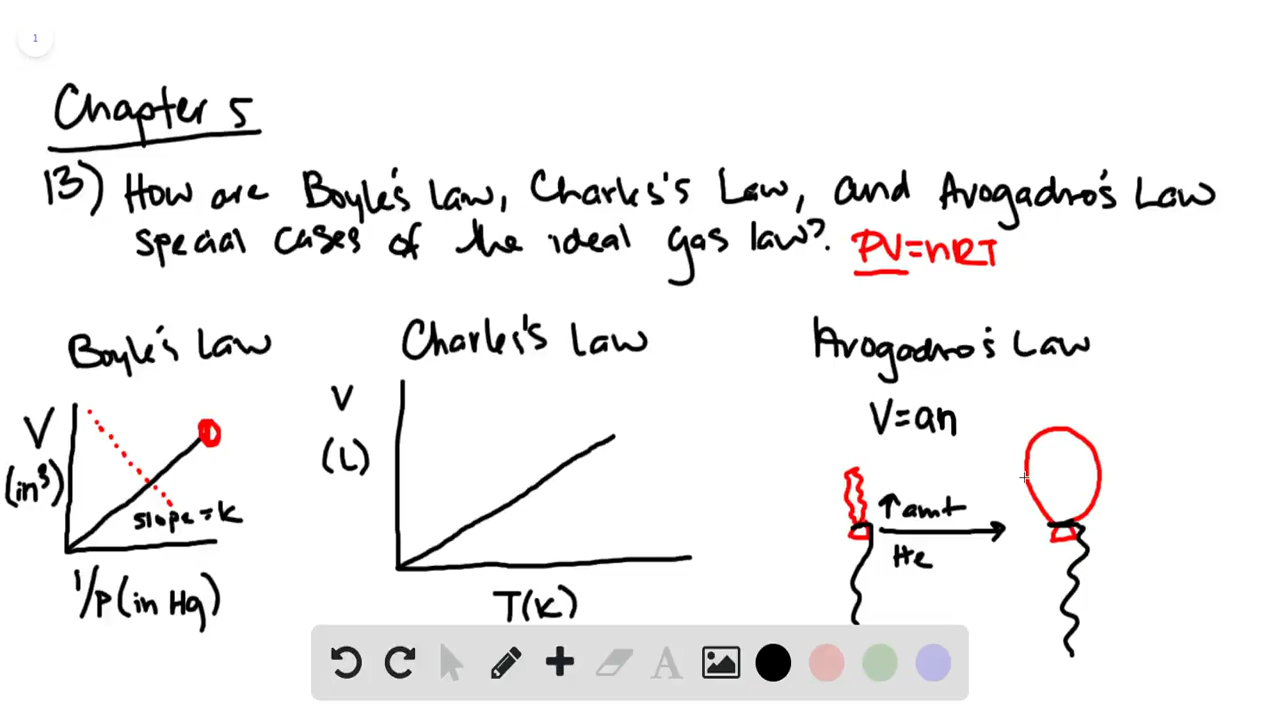 1
Chapter 5
13) How are Boyle's Law, Charles's Law, and Avogadro's Law
special cases of the ideal gas law? PV=nRT
Boyle's Law
V
(in³)
slope = k
1/P (in Hg)
Charles's Law
V
(L)
T(K)
Avogadro's Law
V=an
↑ amt
He
A